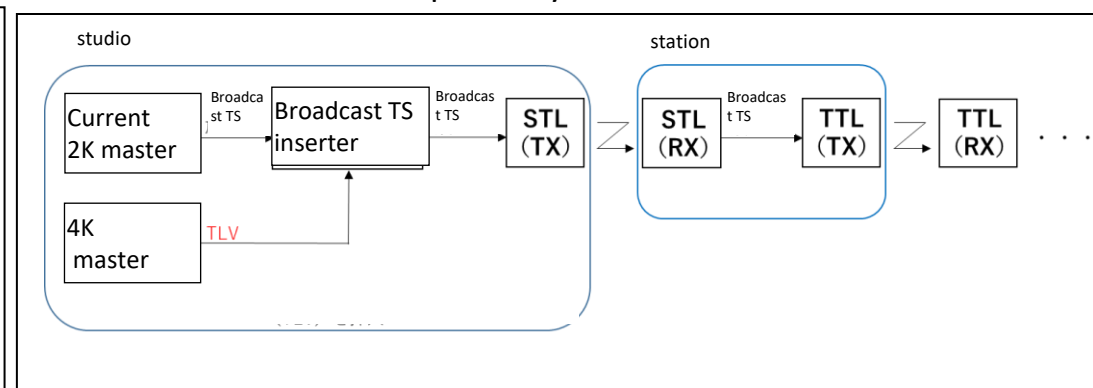 studio
station
Current
2K master
Broadca
st TS
Broadcast TS
inserter
Broadcas
t TS
STL
(TX)
STL
(RX)
Broadcas
t TS
TTL
(TX)
TTL
(RX)
· · ·
4K
master
TLV